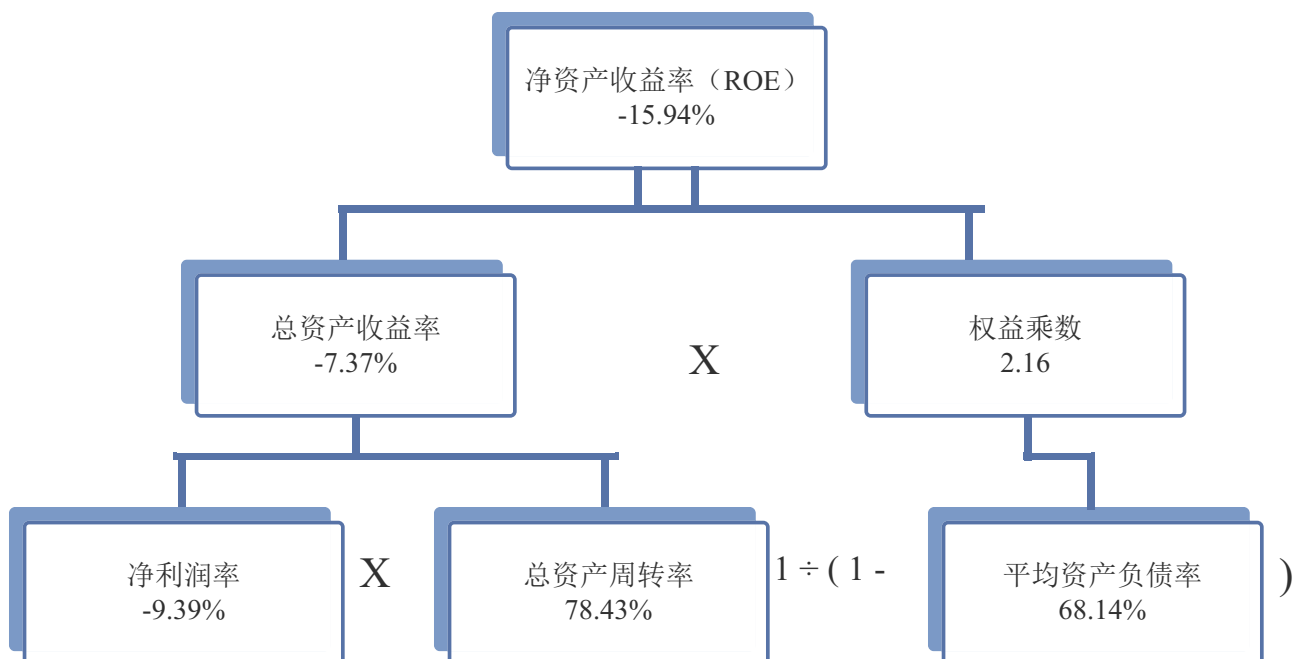 净资产收益率（ROE）
-15.94%
总资产收益率
-7.37%
X
权益乘数
2.16
净利润率
-9.39%
X
总资产周转率
78.43%
1 ÷ ( 1 -
平均资产负债率
68.14%
)